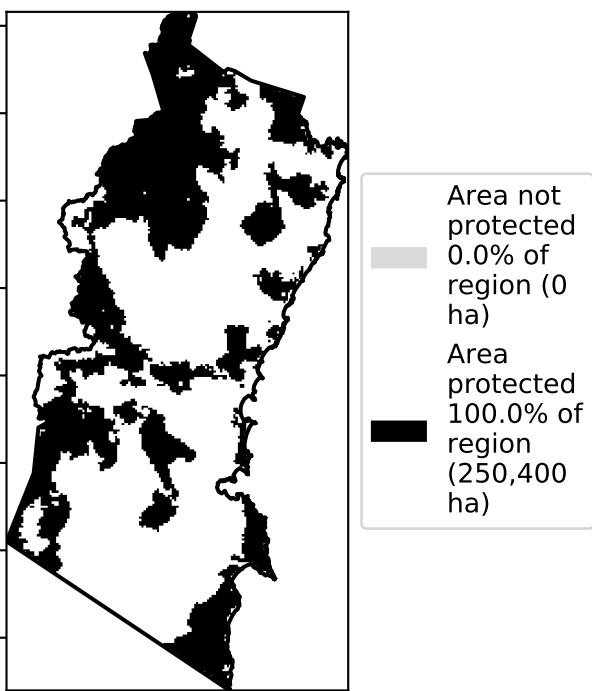 Area not
protected
0.0% of
region (0
ha)
Area
protected
100.0% of
region
(250,400
ha)